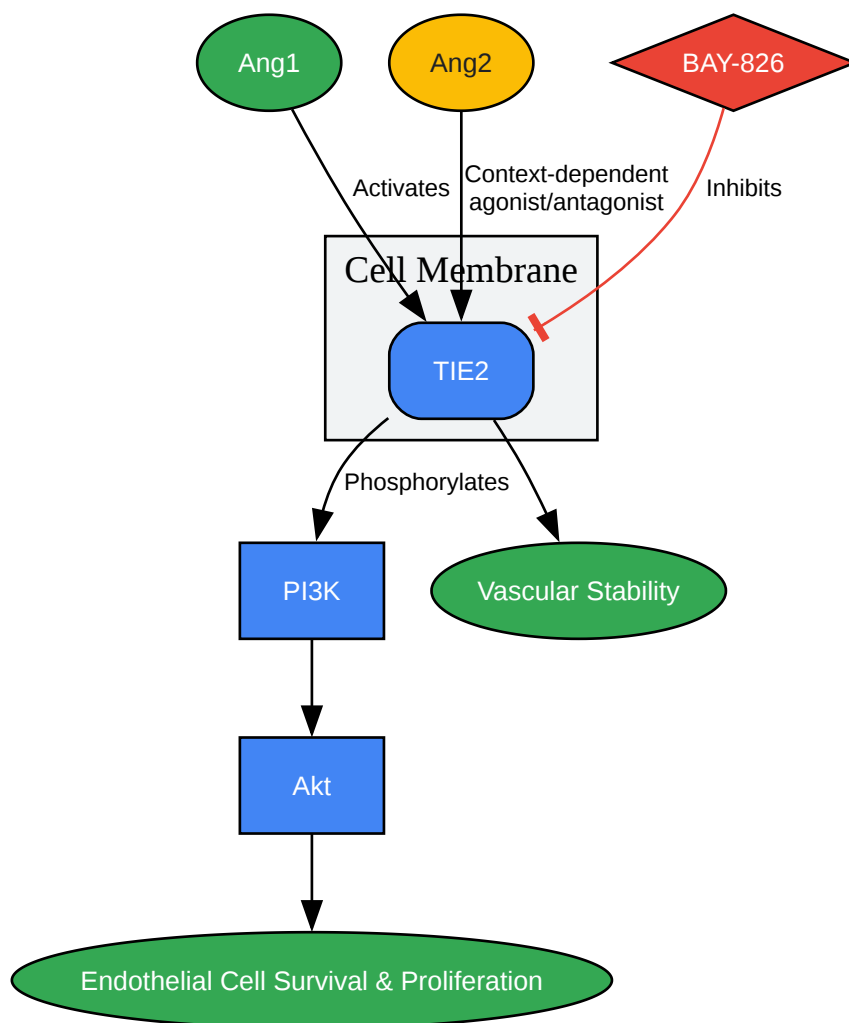 Ang1
Ang2
BAY-826
Activates
Context-dependent
agonist/antagonist
Inhibits
Cell Membrane
TIE2
Phosphorylates
PI3K
Vascular Stability
Akt
Endothelial Cell Survival & Proliferation